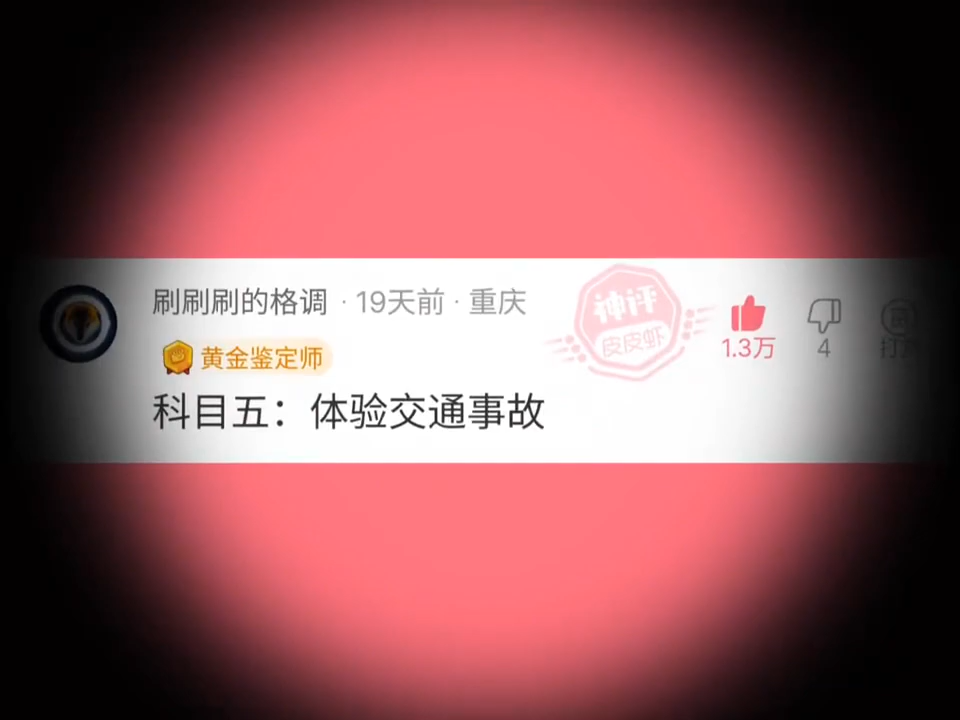 刷刷刷的格调 · 19天前 · 重庆
神评
皮皮虾
1.3万
4
黄金鉴定师
科目五：体验交通事故